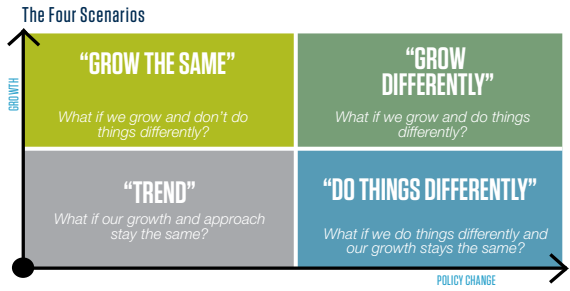 The Four Scenarios
GROWTH
“GROW THE SAME”
What if we grow and don’t do
things differently?
“GROW
DIFFERENTLY”
What if we grow and do things
differently?
“TREND”
What if our growth and approach
stay the same?
“DO THINGS DIFFERENTLY”
What if we do things differently and
our growth stays the same?
POLICY CHANGE